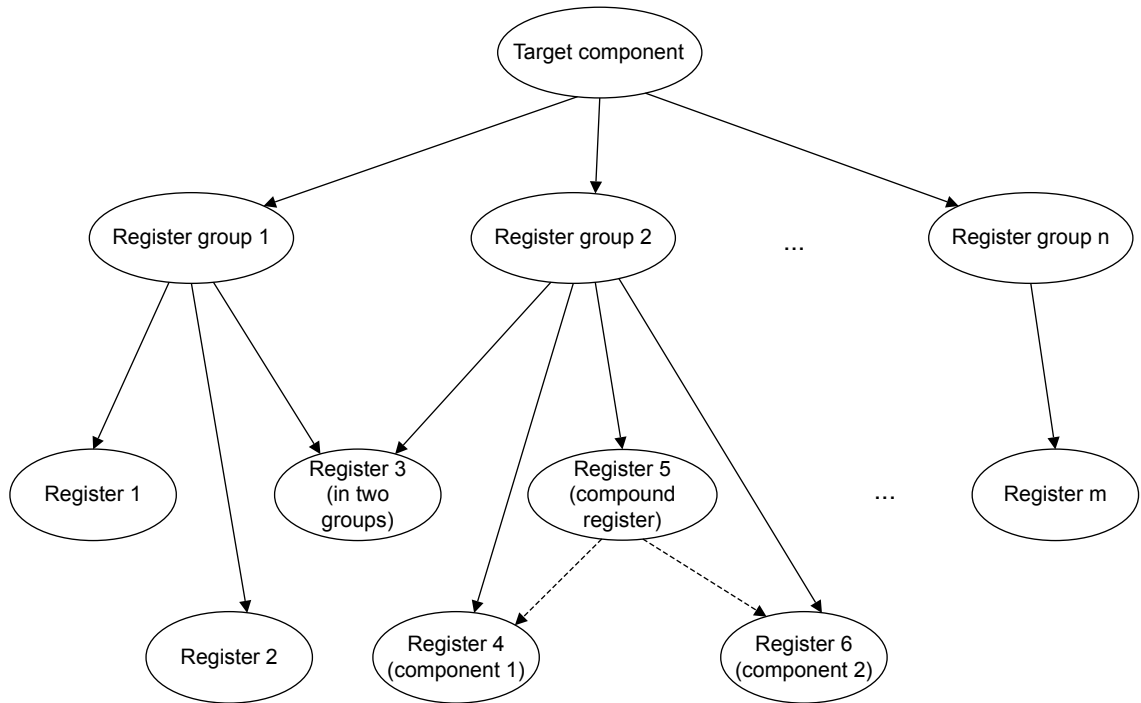 Target component
Register group 1
Register group 2
...
Register group n
Register 1
Register 3
(in two
groups)
Register 5
(compound
register)
...
Register m
Register 2
Register 4
(component 1)
Register 6
(component 2)